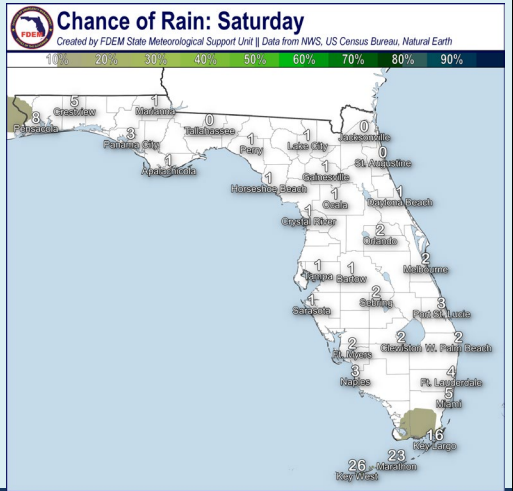 FDEM
Chance of Rain: Saturday
Created by FDEM State Meteorological Support Unit || Data from NWS, US Census Bureau, Natural Earth
10% 20% 30% 40% 50% 60% 70% 80% 90%
8
Pensacola
5
Crestview
1
Marianna
3
Panama City
0
Tallahassee
1
Apalachicola
1
Perry
1
Lake City
0
Jacksonville
0
St. Augustine
1
Horseshoe Beach
1
Gainesville
1
Ocala
1
Daytona Beach
1
Crystal River
2
Orlando
2
Melbourne
1
Tampa
1
Bartow
2
Sebring
1
Sarasota
3
Port St. Lucie
2
Ft. Myers
2
Clewiston
2
W. Palm Beach
3
Naples
4
Ft. Lauderdale
5
Miami
16
Key Largo
23
Marathon
26
Key West